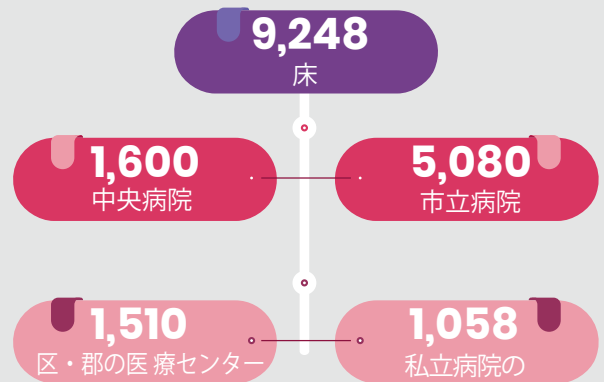 9,248
床
1,600
中央病院
5,080
市立病院
1,510
区・郡の医 療センター
1,058
私立病院の